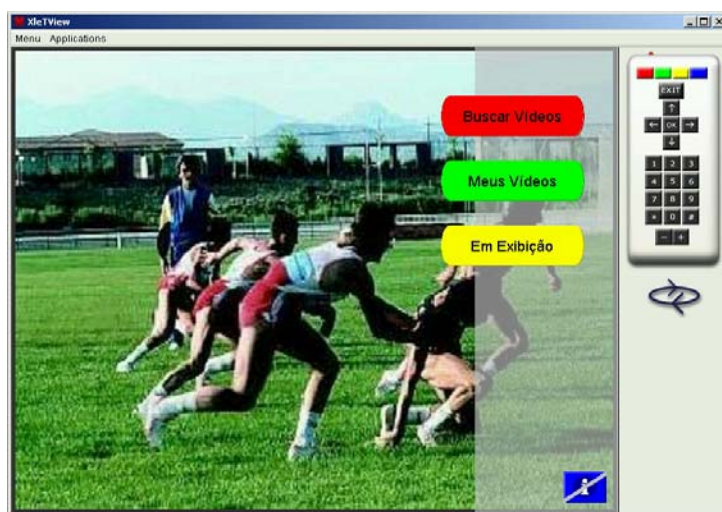 XleTView
Menu Applications
Buscar Vídeos
Meus Vídeos
Em Exibição
i
EXIT
OK
1 2 3
4 5 6
7 8 9
* 0 #
- +